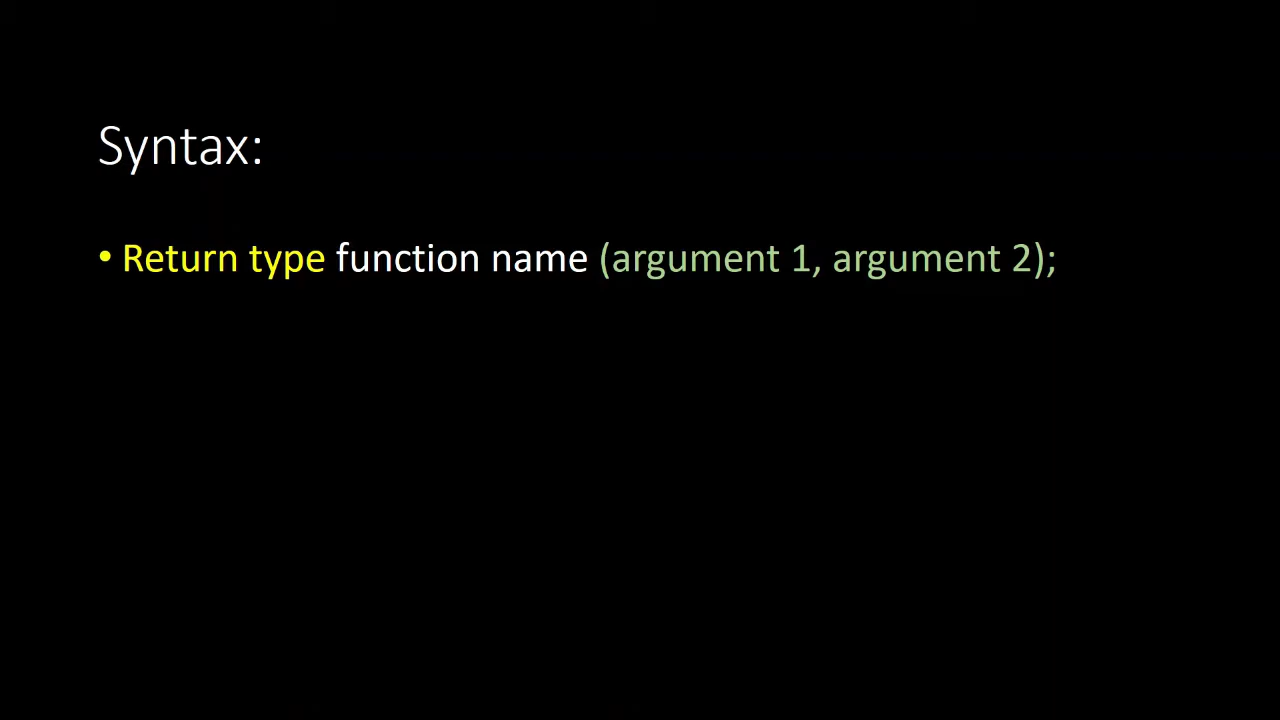 Syntax:
• Return type function name (argument 1, argument 2);